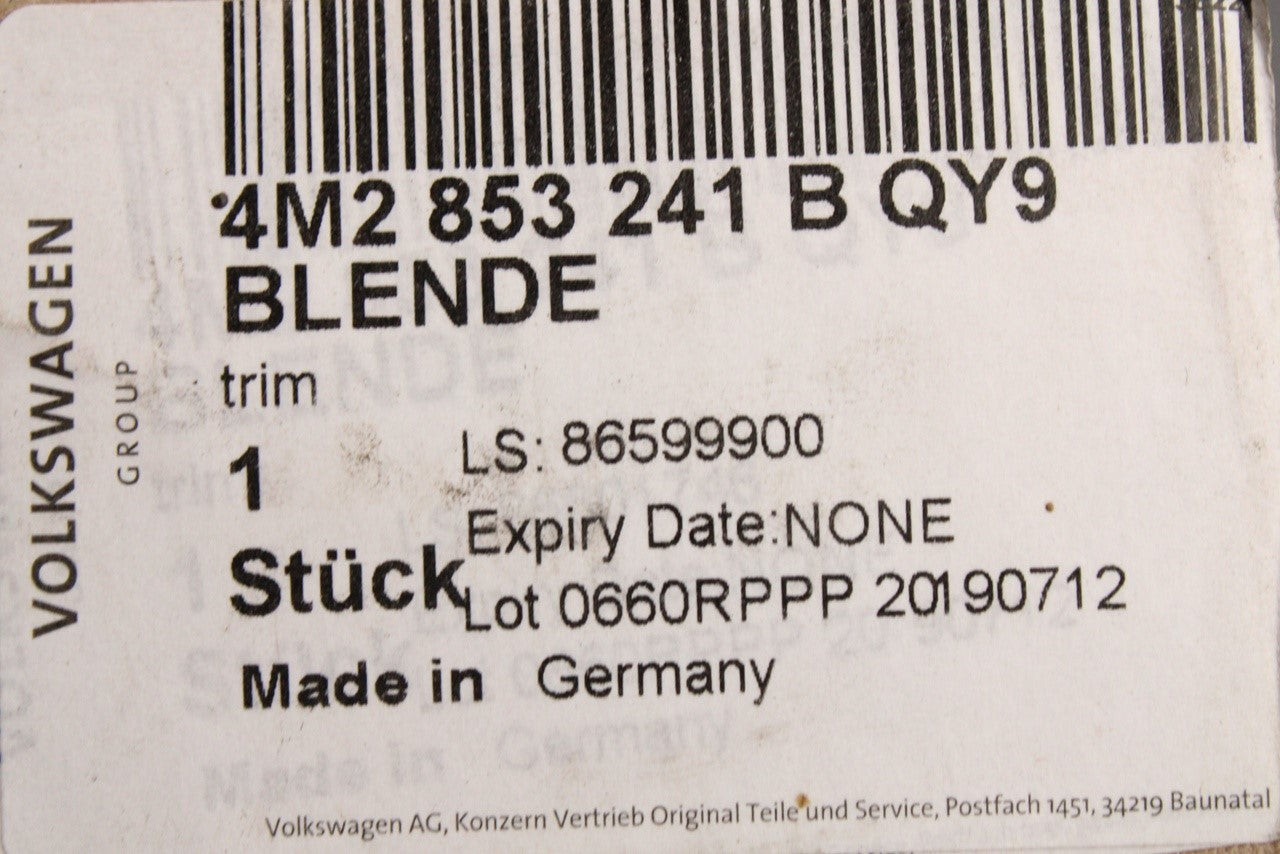 4M2 853 241 B QY9
BLENDE
trim
1
LS: 86599900
Expiry Date:NONE
Stück
Lot 0660RPPP 20190712
Made in Germany
VOLKSWAGEN
GROUP
Volkswagen AG, Konzern Vertrieb Original Teile und Service, Postfach 1451, 34219 Baunatal